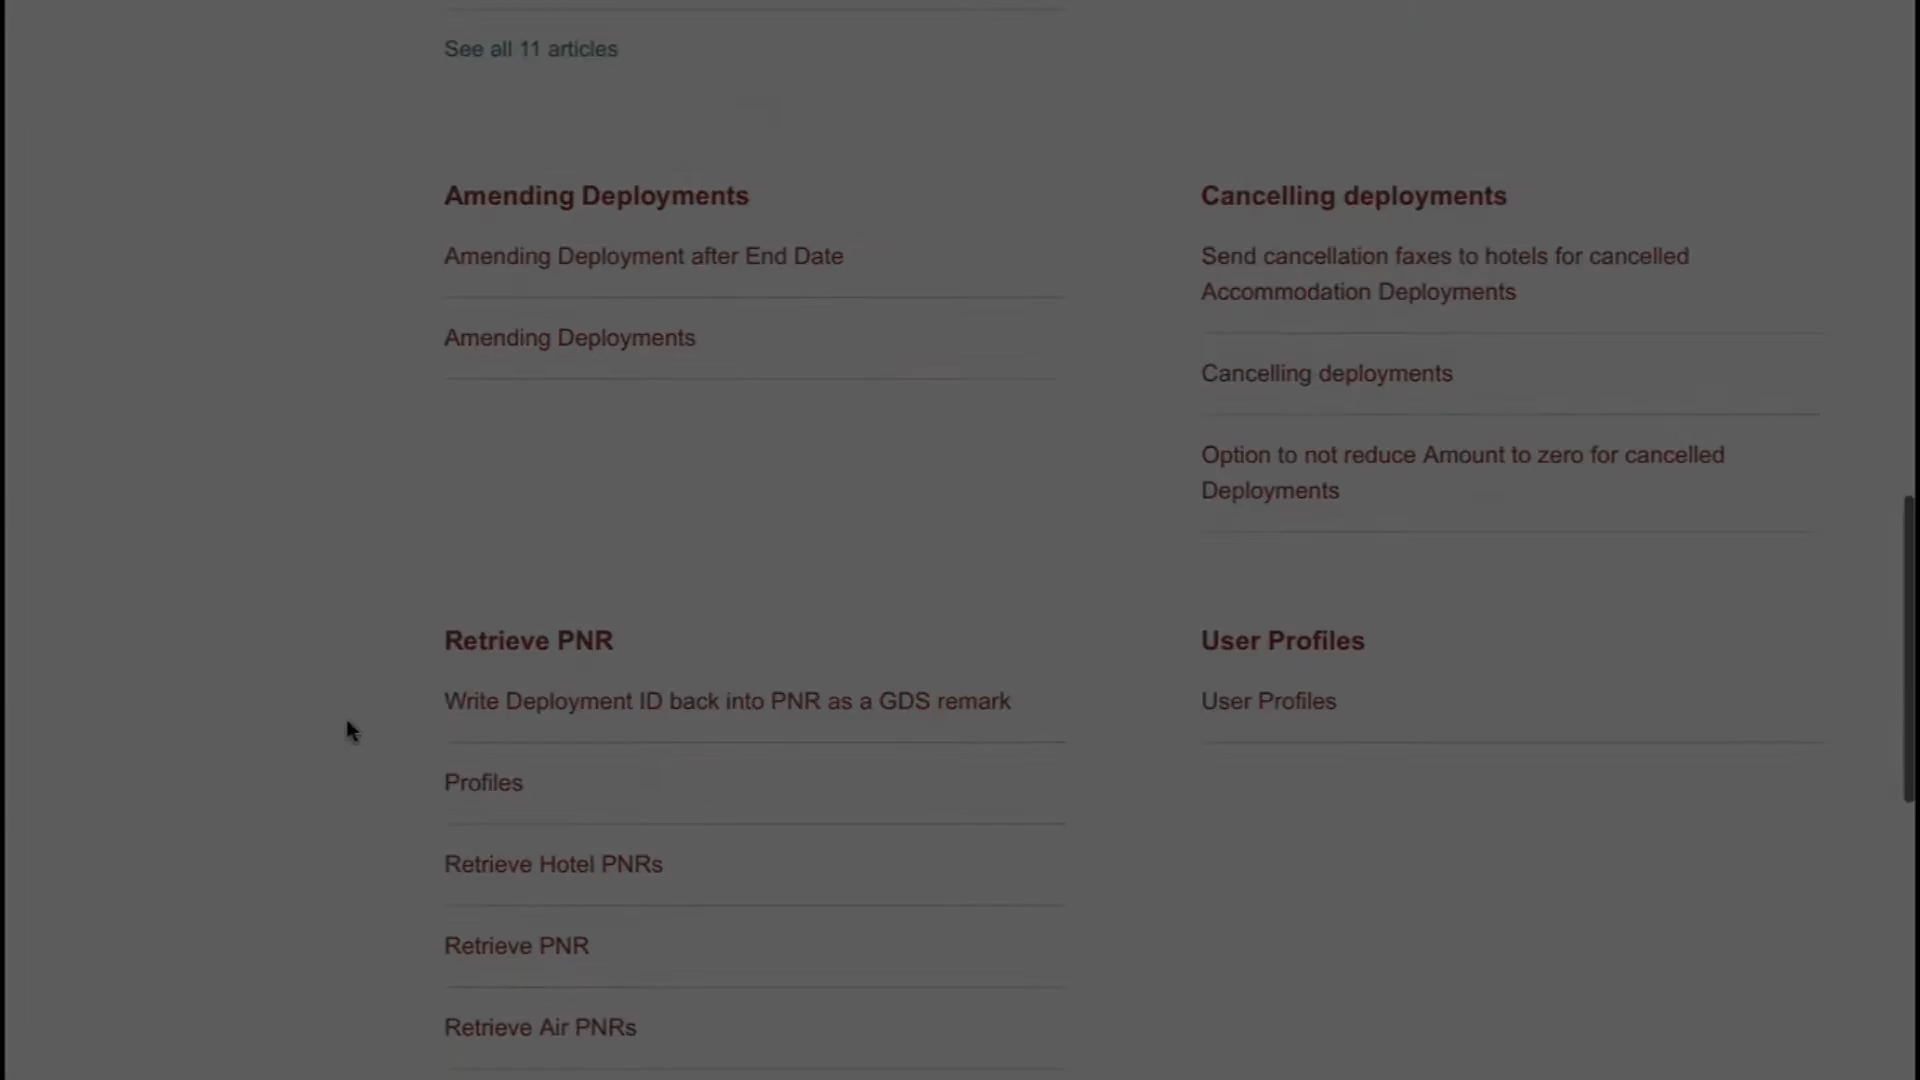 See all 11 articles
Amending Deployments
Amending Deployment after End Date
Amending Deployments
Cancelling deployments
Send cancellation faxes to hotels for cancelled
Accommodation Deployments
Cancelling deployments
Option to not reduce Amount to zero for cancelled
Deployments
Retrieve PNR
Write Deployment ID back into PNR as a GDS remark
Profiles
Retrieve Hotel PNRs
Retrieve PNR
Retrieve Air PNRs
User Profiles
User Profiles